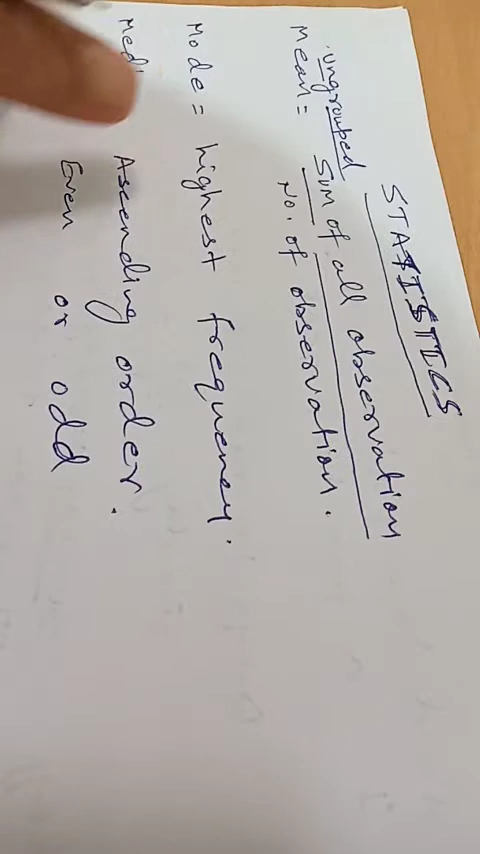 STATISTICS
ungrouped
Mean = Sum of all observation
No. of observation.
Mode = highest frequency.
Ascending order.
Even or odd